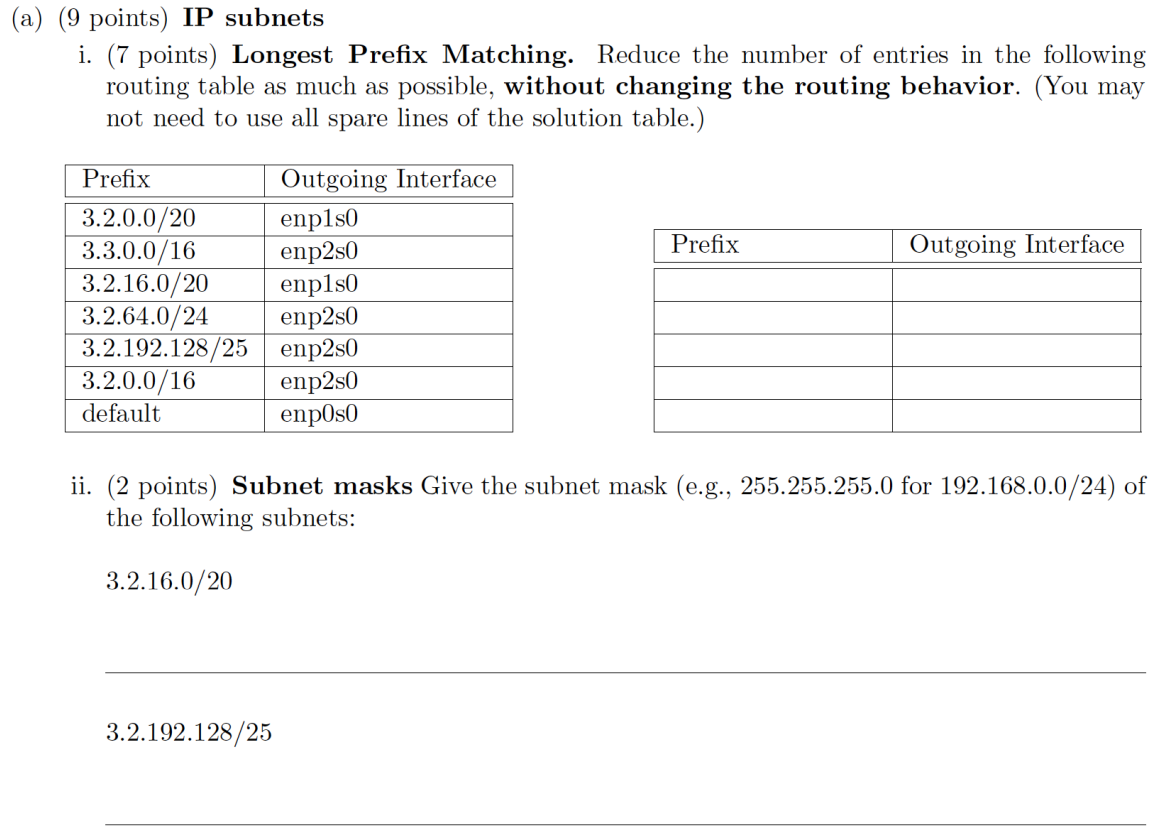 (a) (9 points) IP subnets
i. (7 points) Longest Prefix Matching. Reduce the number of entries in the following
routing table as much as possible, without changing the routing behavior. (You may
not need to use all spare lines of the solution table.)
Prefix Outgoing Interface
3.2.0.0/20 enp1s0
3.3.0.0/16 enp2s0
3.2.16.0/20 enp1s0
3.2.64.0/24 enp2s0
3.2.192.128/25 enp2s0
3.2.0.0/16 enp2s0
default enp0s0
Prefix Outgoing Interface
ii. (2 points) Subnet masks Give the subnet mask (e.g., 255.255.255.0 for 192.168.0.0/24) of
the following subnets:
3.2.16.0/20
3.2.192.128/25